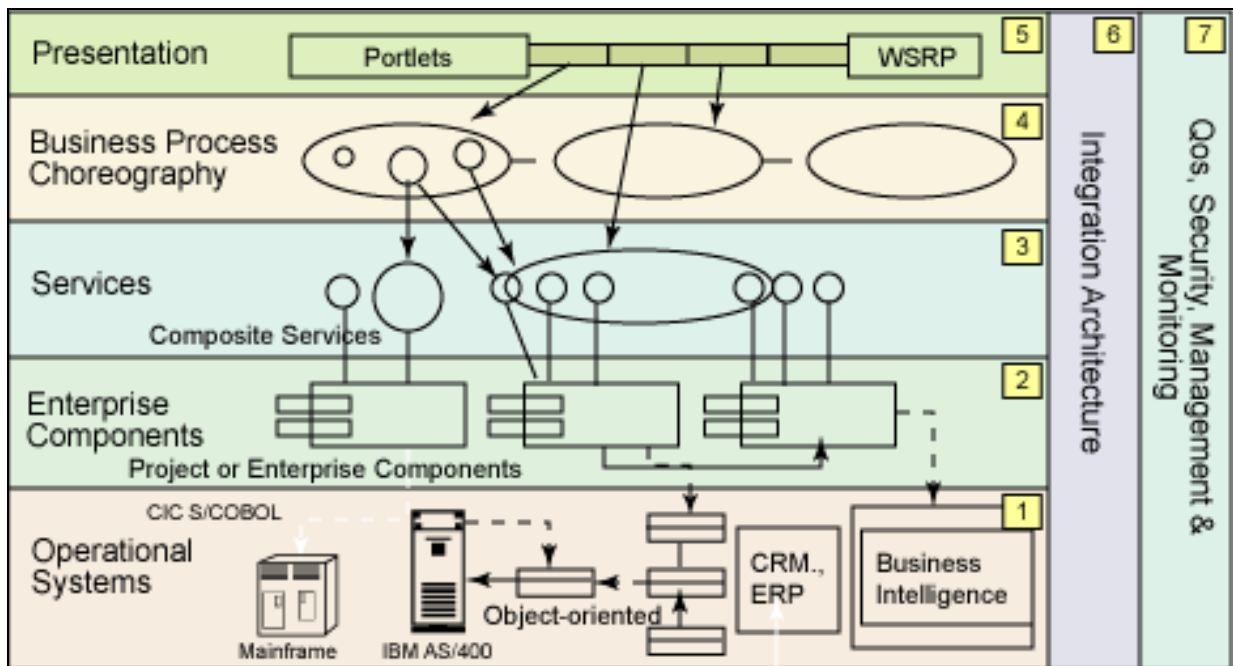 Presentation
Portlets
WSRP
5
6
7
Business Process
Choreography
4
Integration Architecture
Qos, Security, Management &
Monitoring
Services
3
Composite Services
Enterprise
Components
2
Project or Enterprise Components
CIC S/COBOL
1
Operational
Systems
CRM.,
ERP
Business
Intelligence
Object-oriented
Mainframe
IBM AS/400